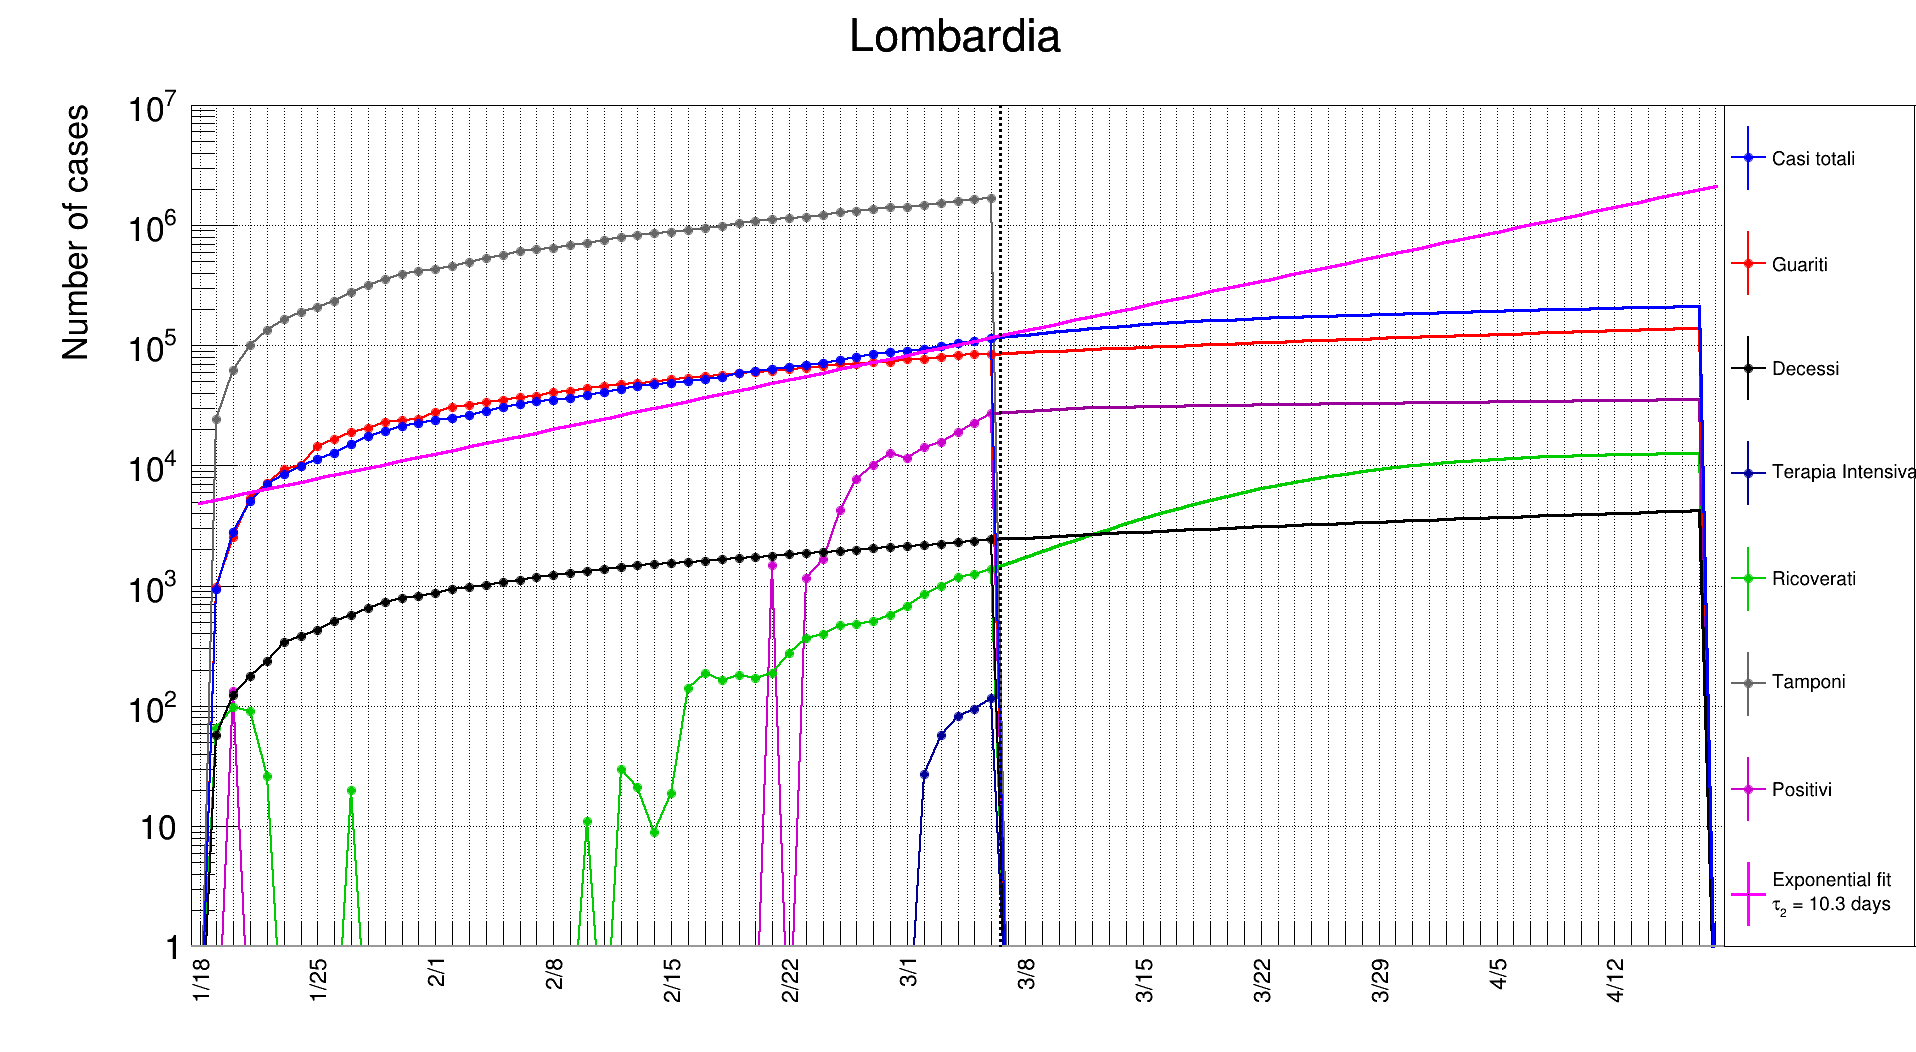 Lombardia
Number of cases
10^7
10^6
10^5
10^4
10^3
10^2
10
1
1/18
1/25
2/1
2/8
2/15
2/22
3/1
3/8
3/15
3/22
3/29
4/5
4/12
Casi totali
Guariti
Decessi
Terapia Intensiva
Ricoverati
Tamponi
Positivi
Exponential fit
τ₂ = 10.3 days